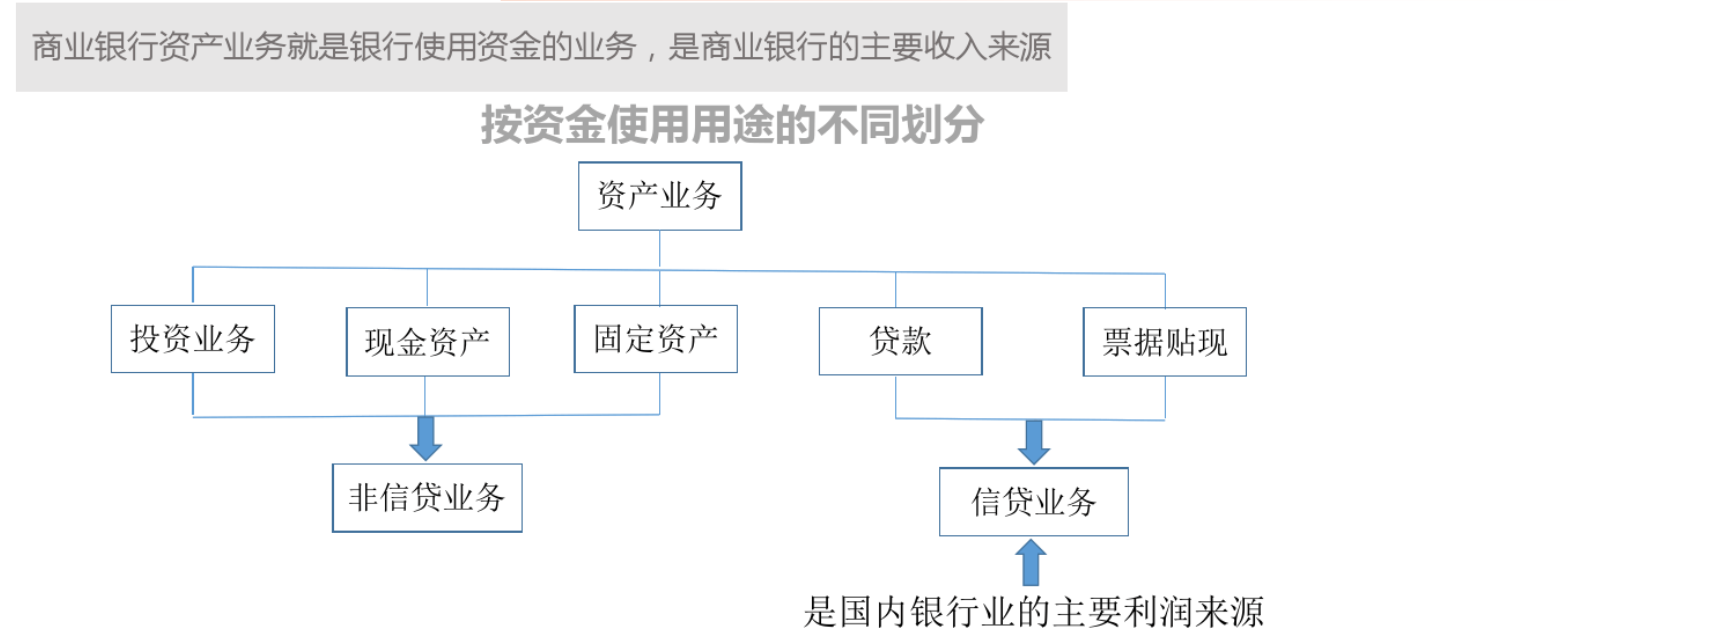 商业银行资产业务就是银行使用资金的业务，是商业银行的主要收入来源
按资金使用用途的不同划分
资产业务
投资业务
现金资产
固定资产
贷款
票据贴现
非信贷业务
信贷业务
是国内银行业的主要利润来源